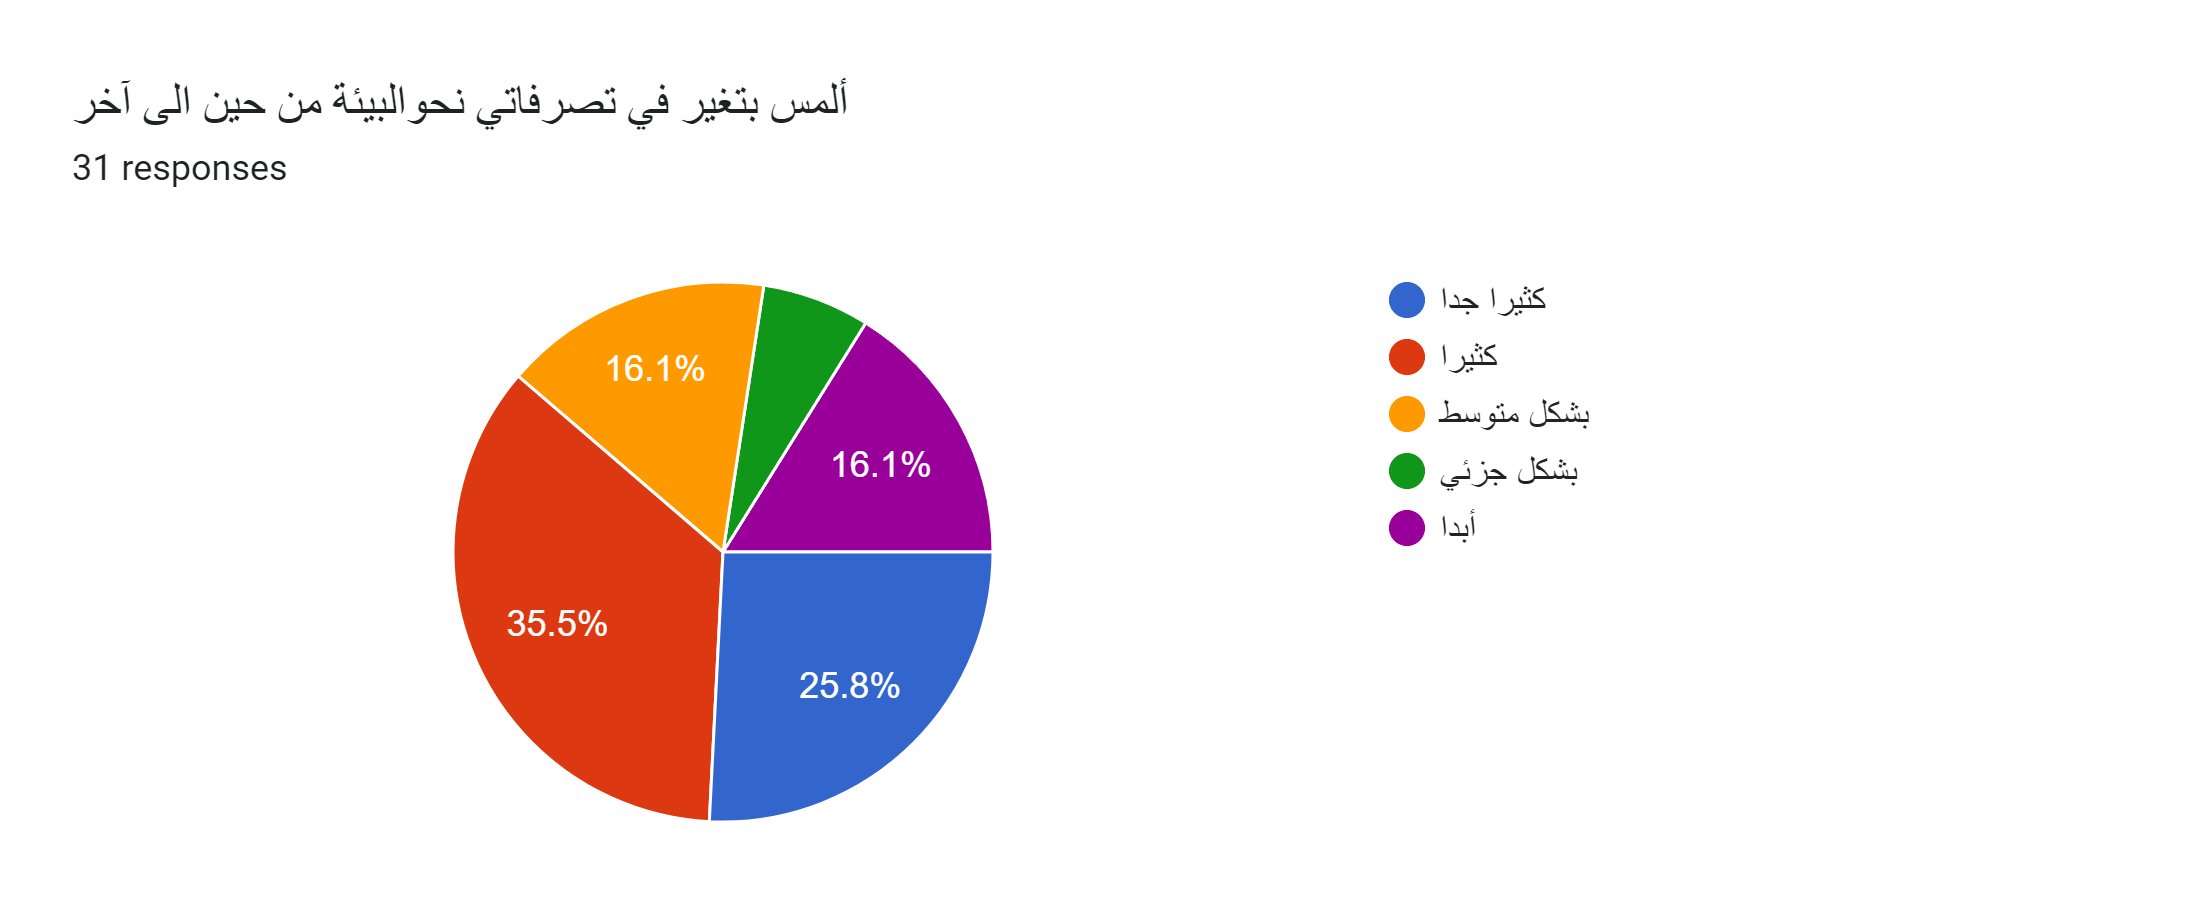 ألمس بتغير في تصرفاتي نحوالبيئة من حين الى آخر
31 responses
16.1%
16.1%
35.5%
25.8%
كثيرا جدا
كثيرا
بشكل متوسط
بشكل جزئي
أبدا